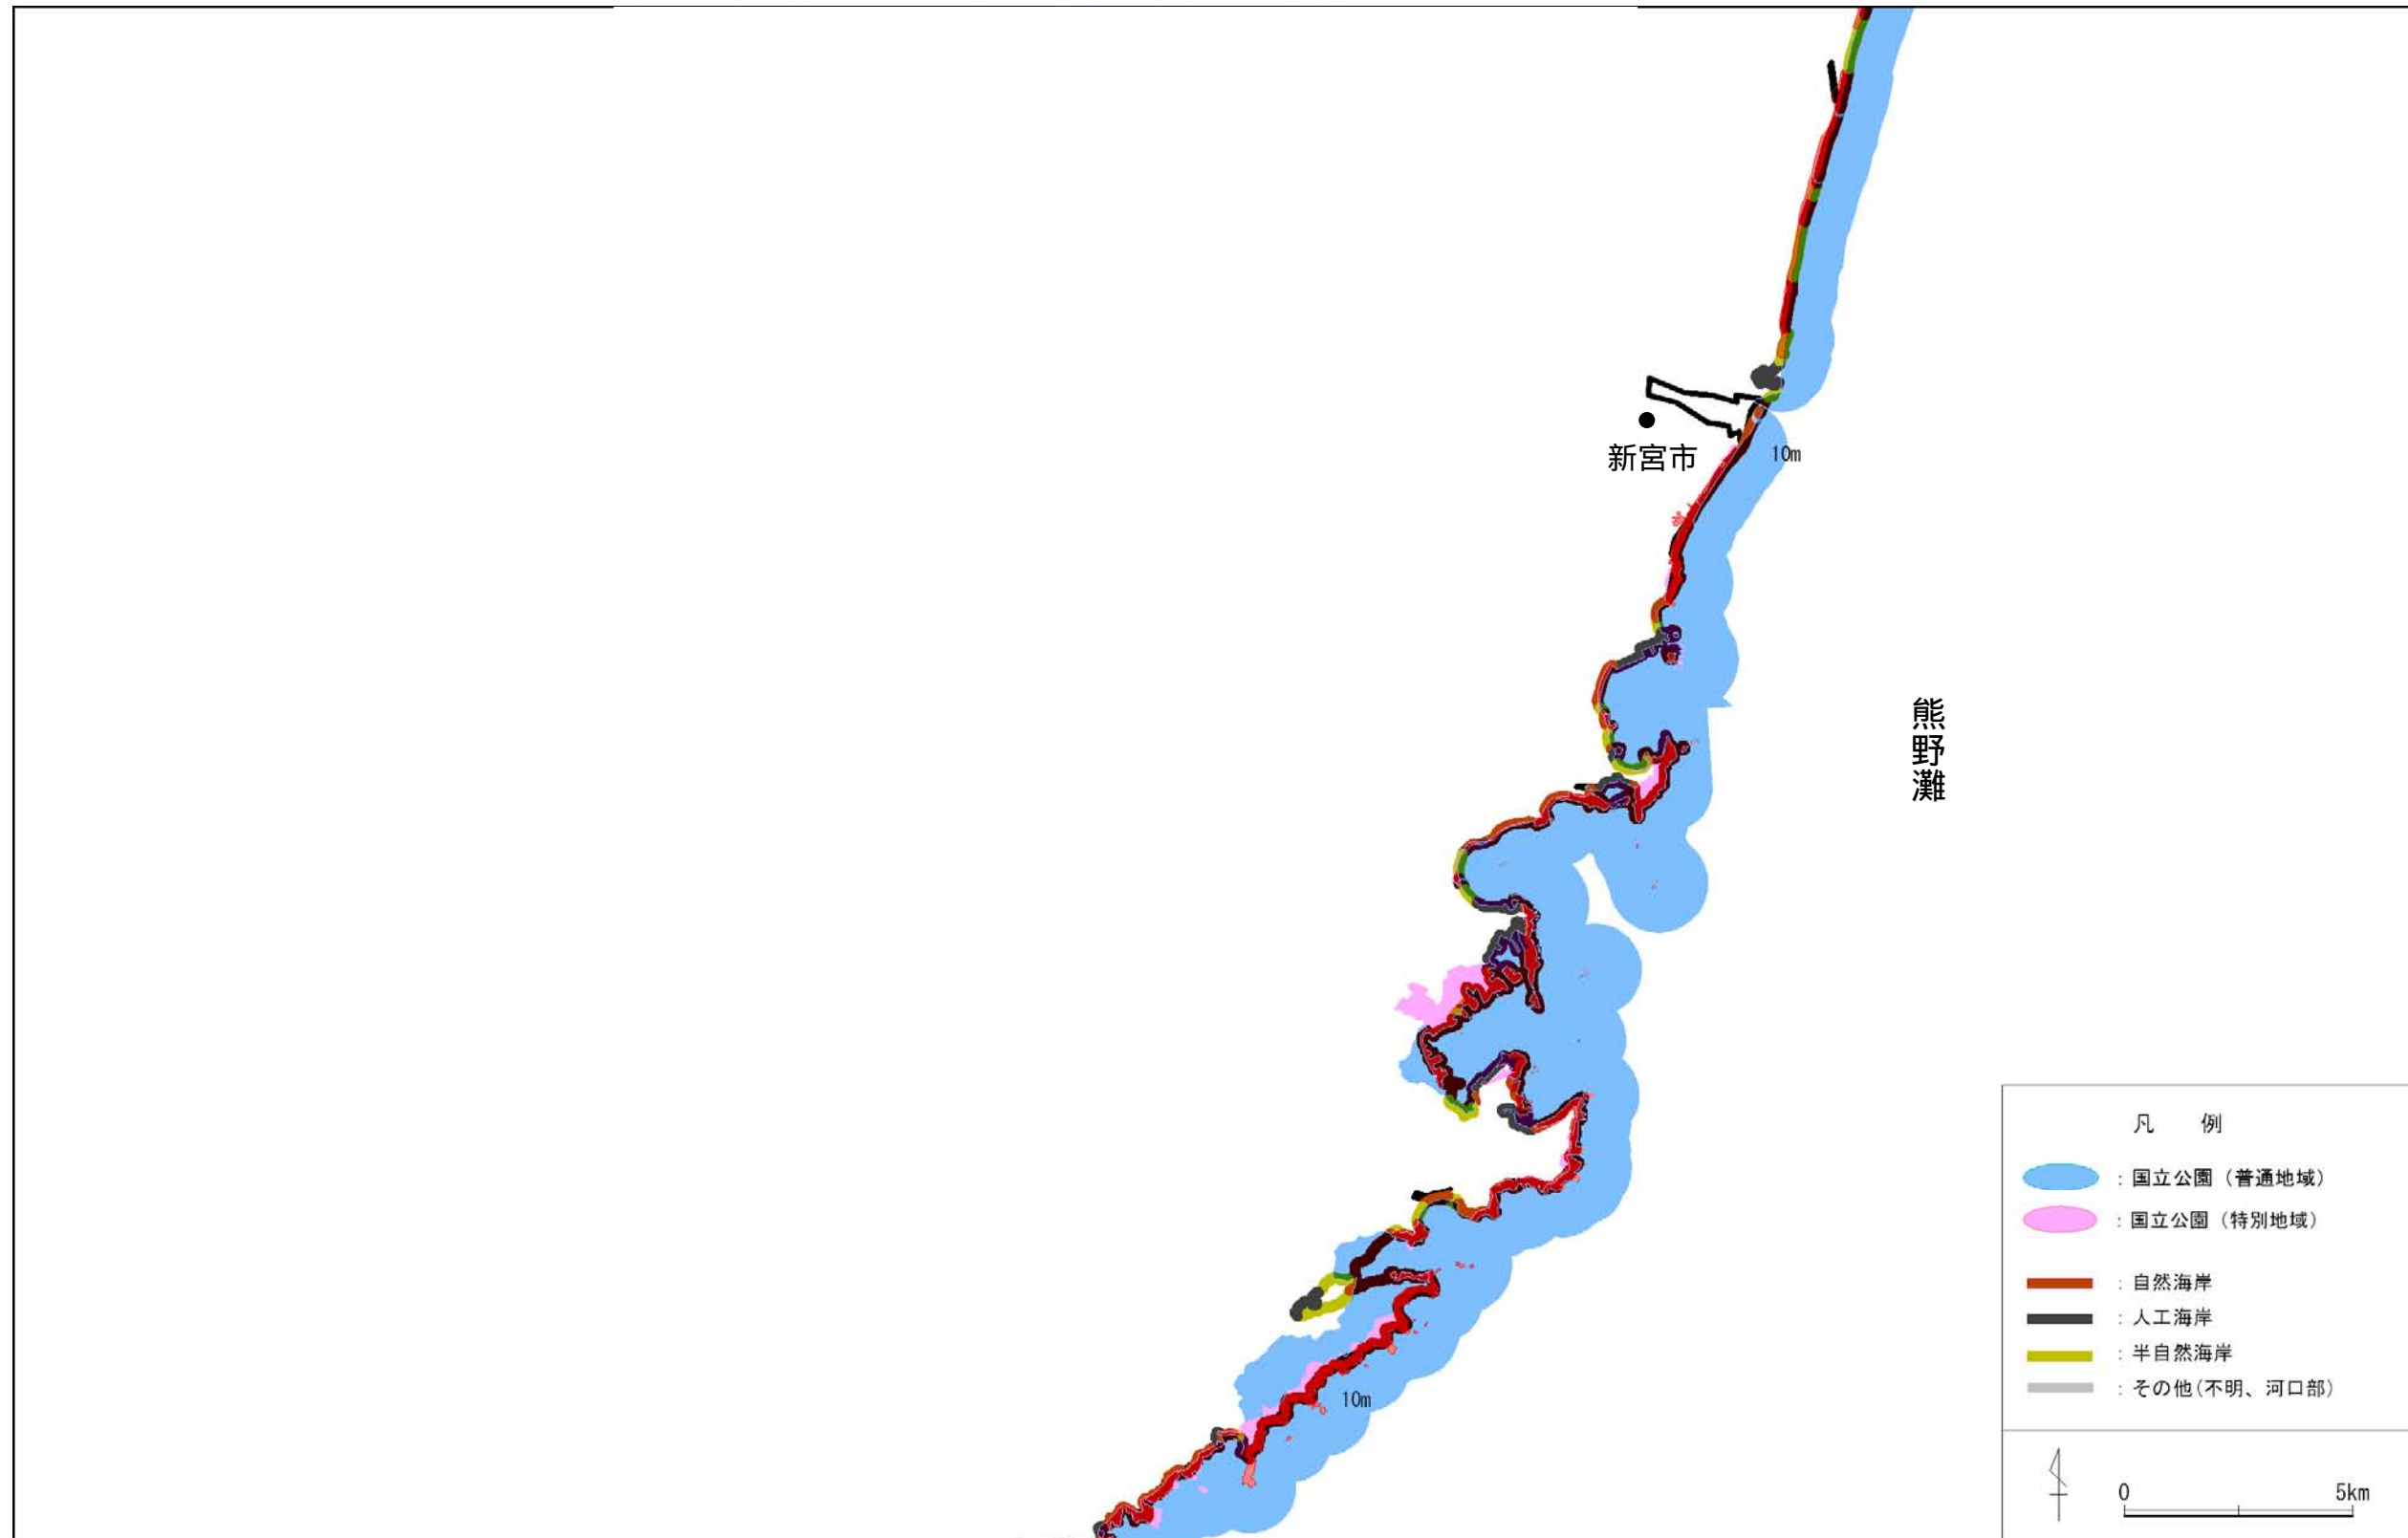 新宮市
10m
熊野灘
10m
凡 例
：国立公園（普通地域）
：国立公園（特別地域）
：自然海岸
：人工海岸
：半自然海岸
：その他(不明、河口部)
0 5km